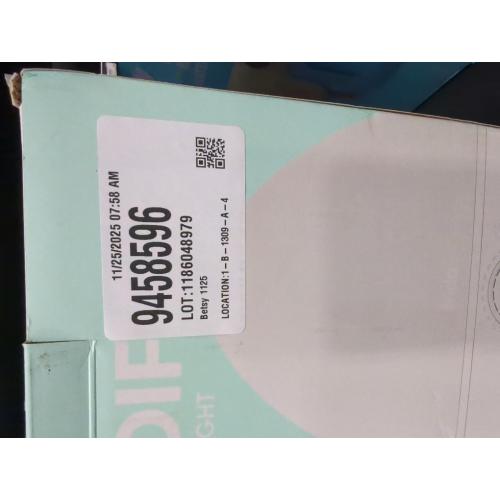 11/25/2025 07:58 AM
9458596
LOT:1186048979
Betsy 1125
LOCATION:1-B-1309-A-4
DIF
GHT